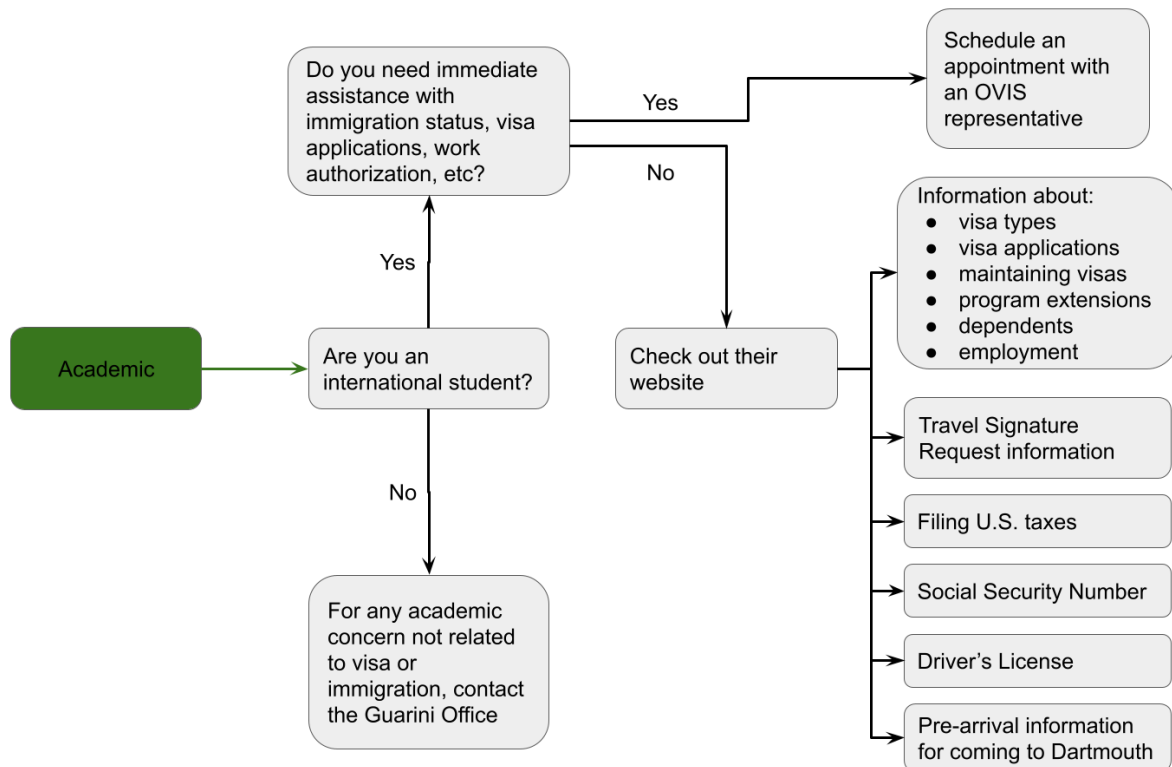 Do you need immediate
assistance with
immigration status, visa
applications, work
authorization, etc?
Yes
No
Schedule an
appointment with
an OVIS
representative
Information about:
● visa types
● visa applications
● maintaining visas
● program extensions
● dependents
● employment
Yes
Academic
Are you an
international student?
Check out their
website
Travel Signature
Request information
No
Filing U.S. taxes
Social Security Number
For any academic
concern not related
to visa or
immigration, contact
the Guarini Office
Driver's License
Pre-arrival information
for coming to Dartmouth